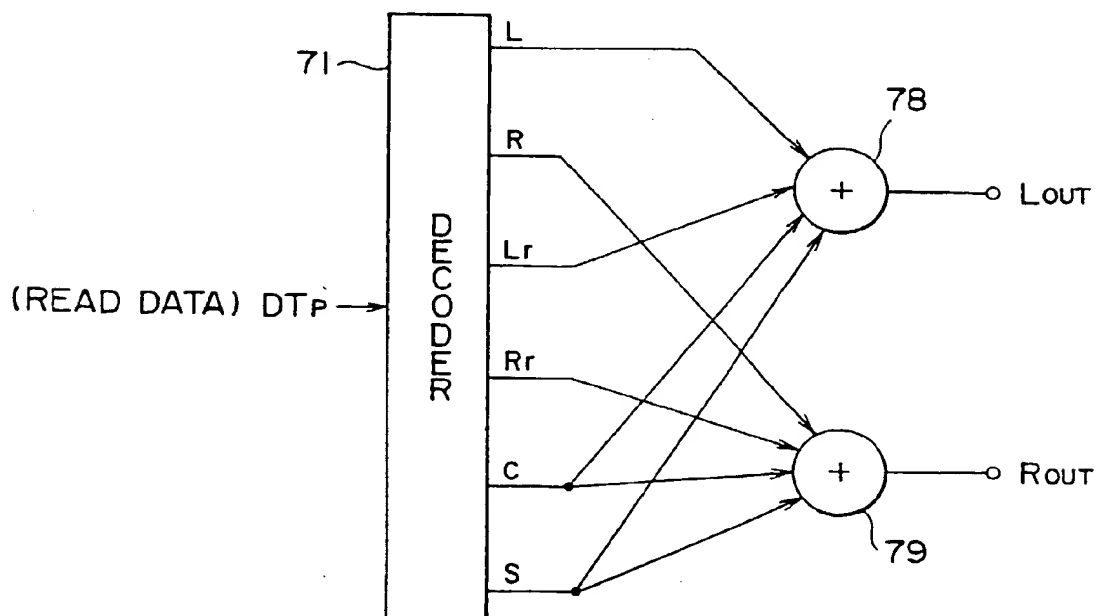 L
71
78
R
+
LOUT
DECODER
Lr
(READ DATA) DTP
Rr
C
+
ROUT
79
S